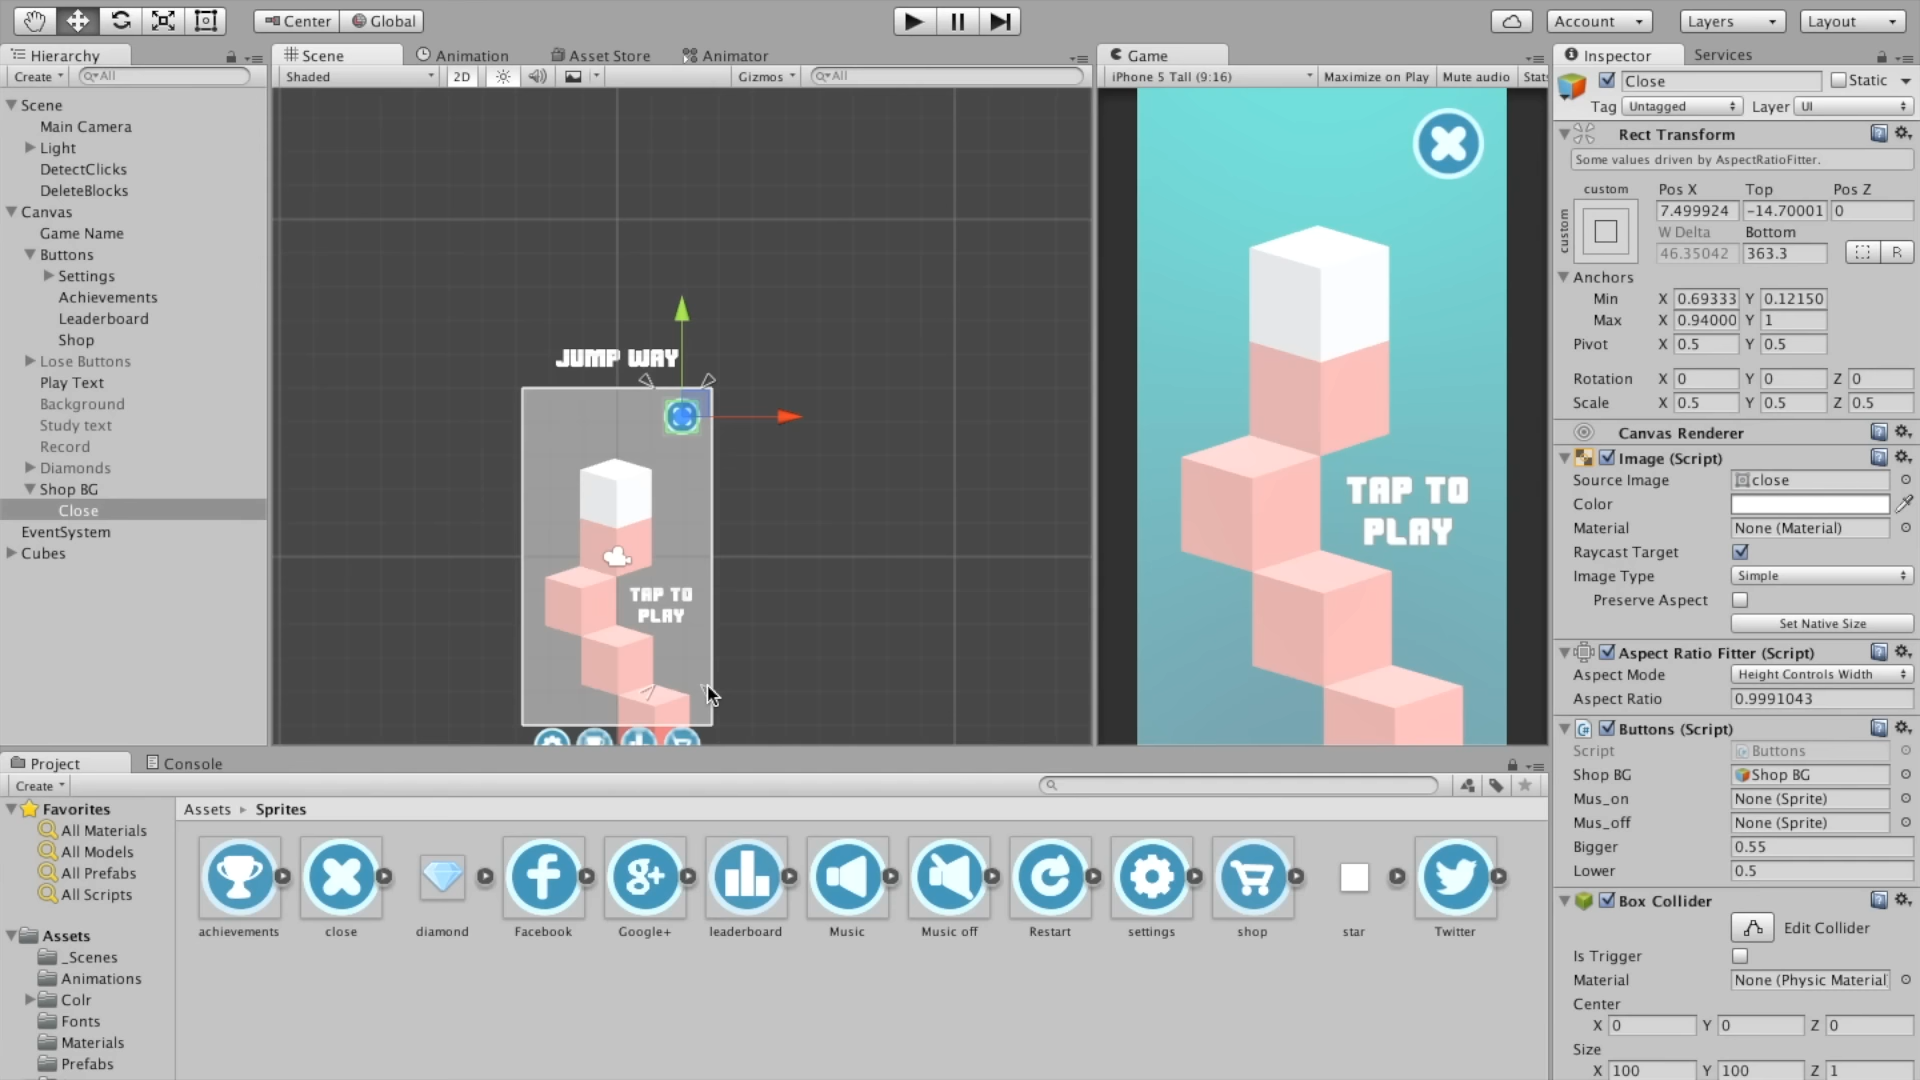 Center
Global
Account
Layers
Layout
Hierarchy
Create
All
Scene
Main Camera
Light
DetectClicks
DeleteBlocks
Canvas
Game Name
Buttons
Settings
Achievements
Leaderboard
Shop
Lose Buttons
Play Text
Background
Study text
Record
Diamonds
Shop BG
Close
EventSystem
Cubes
Scene
Animation
Asset Store
Animator
Shaded
2D
Gizmos
All
JUMP WAY
TAP TO
PLAY
Game
iPhone 5 Tall (9:16)
Maximize on Play
Mute audio
Stats
TAP TO
PLAY
Inspector
Services
Close
Static
Tag
Untagged
Layer
UI
Rect Transform
Some values driven by AspectRatioFitter.
custom
custom
Pos X
Top
Pos Z
7.499924
-14.70001
0
W Delta
Bottom
46.35042
363.3
R
Anchors
Min X 0.69333 Y 0.12150
Max X 0.94000 Y 1
Pivot X 0.5 Y 0.5
Rotation X 0 Y 0 Z 0
Scale X 0.5 Y 0.5 Z 0.5
Canvas Renderer
Image (Script)
Source Image close
Color
Material None (Material)
Raycast Target
Image Type Simple
Preserve Aspect
Set Native Size
Aspect Ratio Fitter (Script)
Aspect Mode Height Controls Width
Aspect Ratio 0.9991043
Buttons (Script)
Script Buttons
Shop BG Shop BG
Mus_on None (Sprite)
Mus_off None (Sprite)
Bigger 0.55
Lower 0.5
Box Collider
Edit Collider
Is Trigger
Material None (Physic Material)
Center
X 0 Y 0 Z 0
Size
X 100 Y 100 Z 1
Project
Console
Create
Favorites
All Materials
All Models
All Prefabs
All Scripts
Assets
_Scenes
Animations
Colr
Fonts
Materials
Prefabs
Assets Sprites
achievements
close
diamond
Facebook
Google+
leaderboard
Music
Music off
Restart
settings
shop
star
Twitter